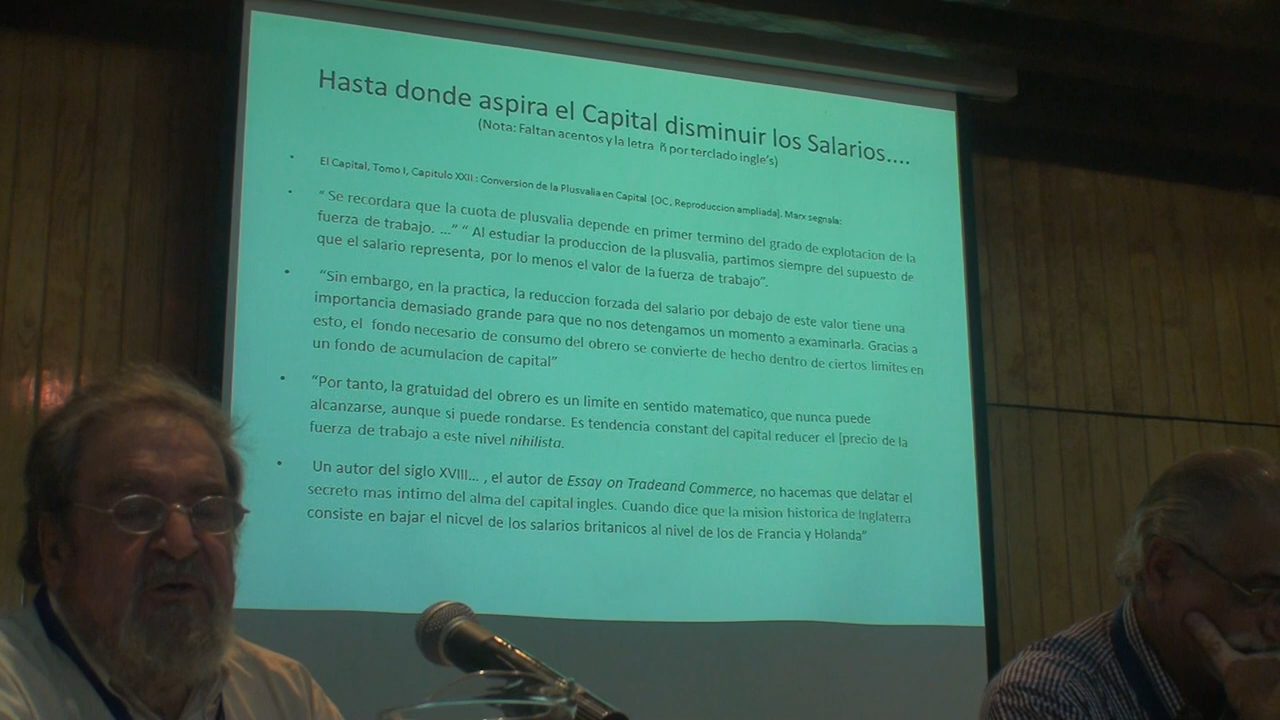 Hasta donde aspira el Capital disminuir los Salarios....
(Nota: Faltan acentos y la letra ñ por terclado ingle's)
• El Capital, Tomo I, Capitulo XXII : Conversion de la Plusvalia en Capital [OC, Reproduccion ampliada]. Marx segnala:
• " Se recordara que la cuota de plusvalia depende en primer termino del grado de explotacion de la
fuerza de trabajo. ..." " Al estudiar la produccion de la plusvalia, partimos siempre del supuesto de
que el salario representa, por lo menos el valor de la fuerza de trabajo".
• "Sin embargo, en la practica, la reduccion forzada del salario por debajo de este valor tiene una
importancia demasiado grande para que no nos detengamos un momento a examinarla. Gracias a
esto, el fondo necesario de consumo del obrero se convierte de hecho dentro de ciertos limites en
un fondo de acumulacion de capital"
• "Por tanto, la gratuidad del obrero es un limite en sentido matematico, que nunca puede
alcanzarse, aunque si puede rondarse. Es tendencia constant del capital reducer el [precio de la
fuerza de trabajo a este nivel nihilista.
• Un autor del siglo XVIII... , el autor de Essay on Tradeand Commerce, no hacemas que delatar el
secreto mas intimo del alma del capital ingles. Cuando dice que la mision historica de Inglaterra
consiste en bajar el nicvel de los salarios britanicos al nivel de los de Francia y Holanda"